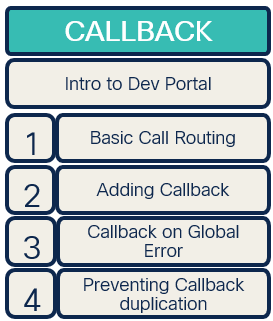 CALLBACK
Intro to Dev Portal
1 Basic Call Routing
2 Adding Callback
3 Callback on Global
Error
4 Preventing Callback
duplication